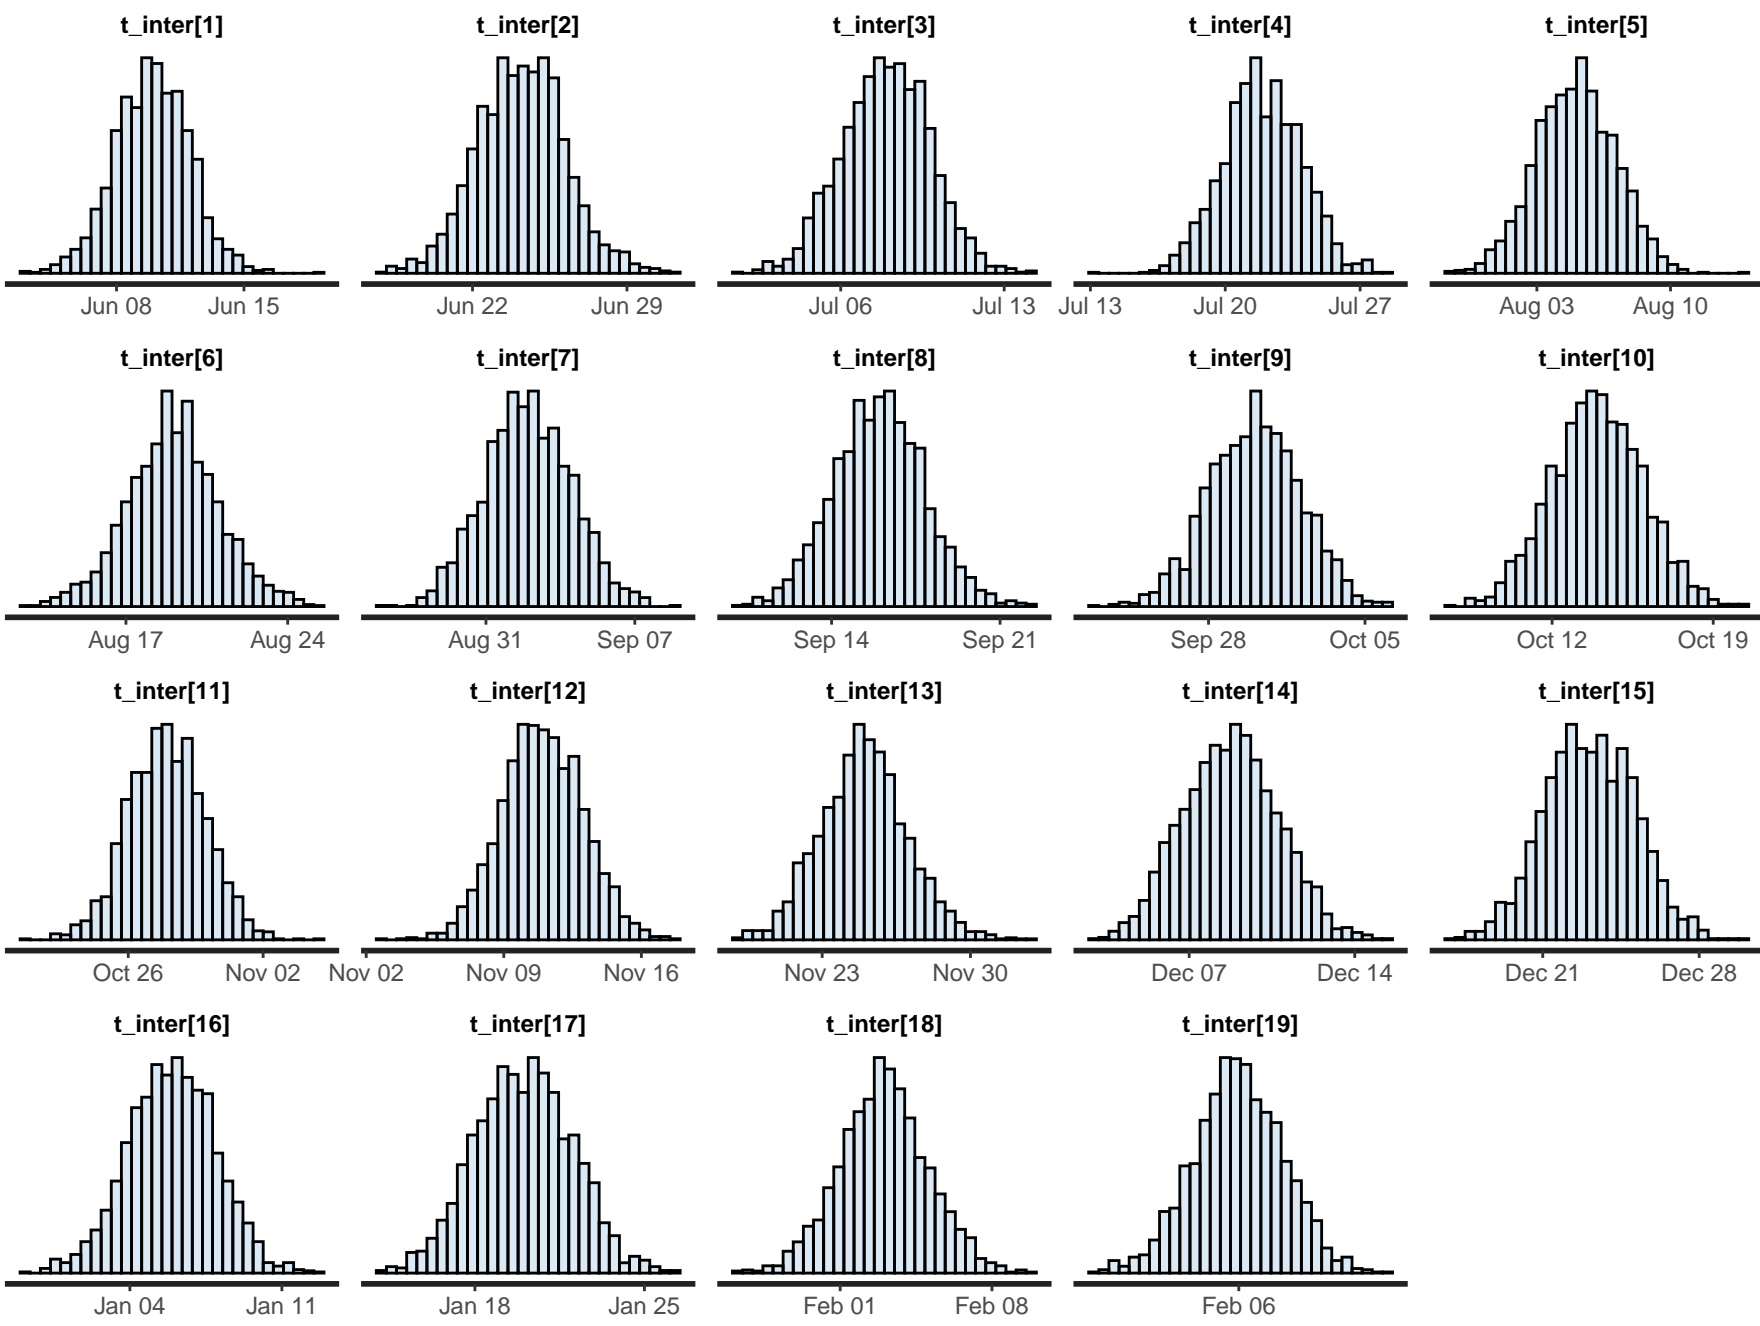 t_inter[1] t_inter[2] t_inter[3] t_inter[4] t_inter[5]
Jun 08 Jun 15 Jun 22 Jun 29 Jul 06 Jul 13 Jul 13 Jul 20 Jul 27 Aug 03 Aug 10
t_inter[6] t_inter[7] t_inter[8] t_inter[9] t_inter[10]
Aug 17 Aug 24 Aug 31 Sep 07 Sep 14 Sep 21 Sep 28 Oct 05 Oct 12 Oct 19
t_inter[11] t_inter[12] t_inter[13] t_inter[14] t_inter[15]
Oct 26 Nov 02 Nov 02 Nov 09 Nov 16 Nov 23 Nov 30 Dec 07 Dec 14 Dec 21 Dec 28
t_inter[16] t_inter[17] t_inter[18] t_inter[19]
Jan 04 Jan 11 Jan 18 Jan 25 Feb 01 Feb 08 Feb 06